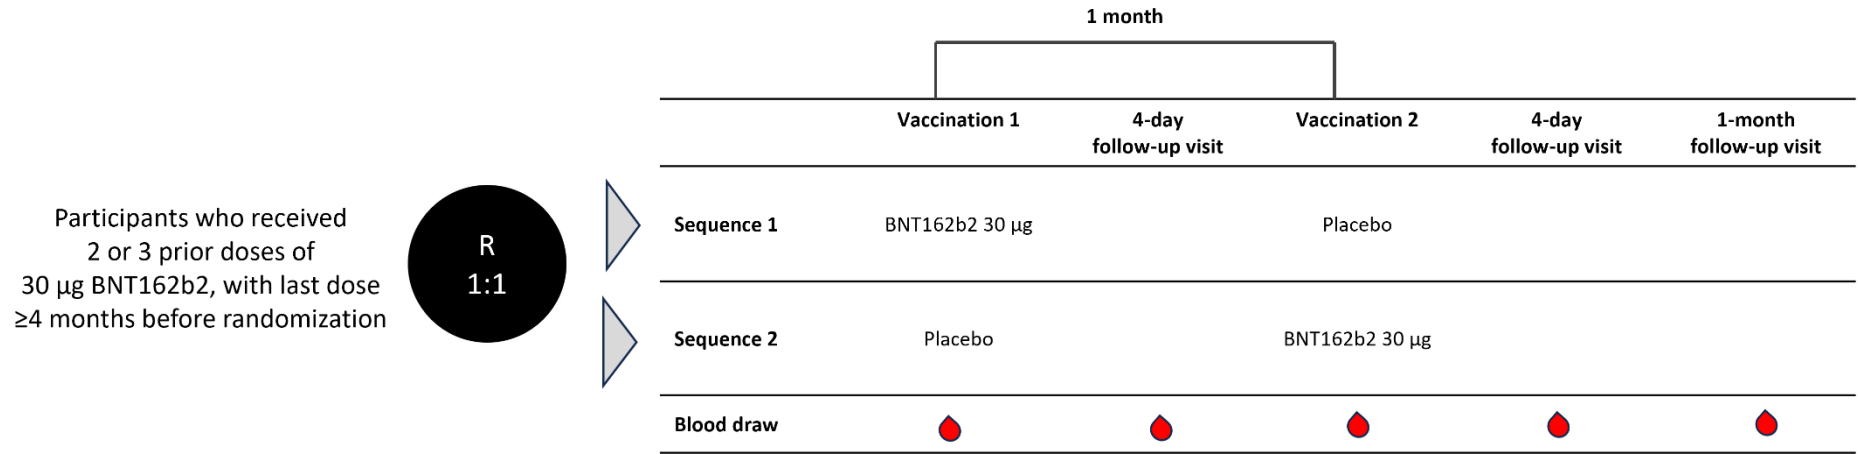 1 month
Vaccination 1
4-day
follow-up visit
Vaccination 2
4-day
follow-up visit
1-month
follow-up visit
Participants who received
2 or 3 prior doses of
30 µg BNT162b2, with last dose
≥4 months before randomization
R
1:1
Sequence 1
BNT162b2 30 µg
Placebo
Sequence 2
Placebo
BNT162b2 30 µg
Blood draw